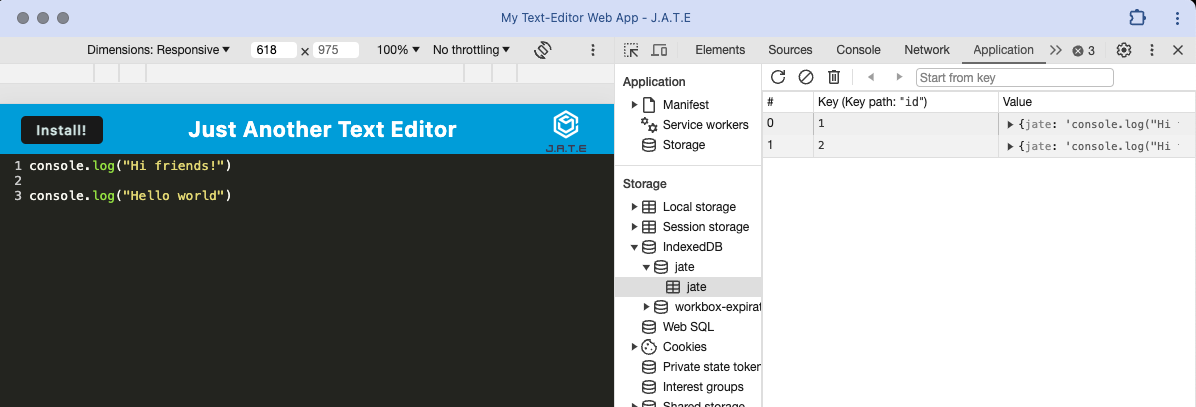 My Text-Editor Web App - J.A.T.E
Dimensions: Responsive 618 × 975 100% No throttling
Install!
Just Another Text Editor
J.A.T.E
1 console.log("Hi friends!")
2
3 console.log("Hello world")
Elements Sources Console Network Application 3
Application
Manifest
Service workers
Storage
Storage
Local storage
Session storage
IndexedDB
jate
jate
workbox-expirat
Web SQL
Cookies
Private state token
Interest groups
Shared storage
Start from key
# Key (Key path: "id") Value
0 1 {jate: 'console.log("Hi
1 2 {jate: 'console.log("Hi